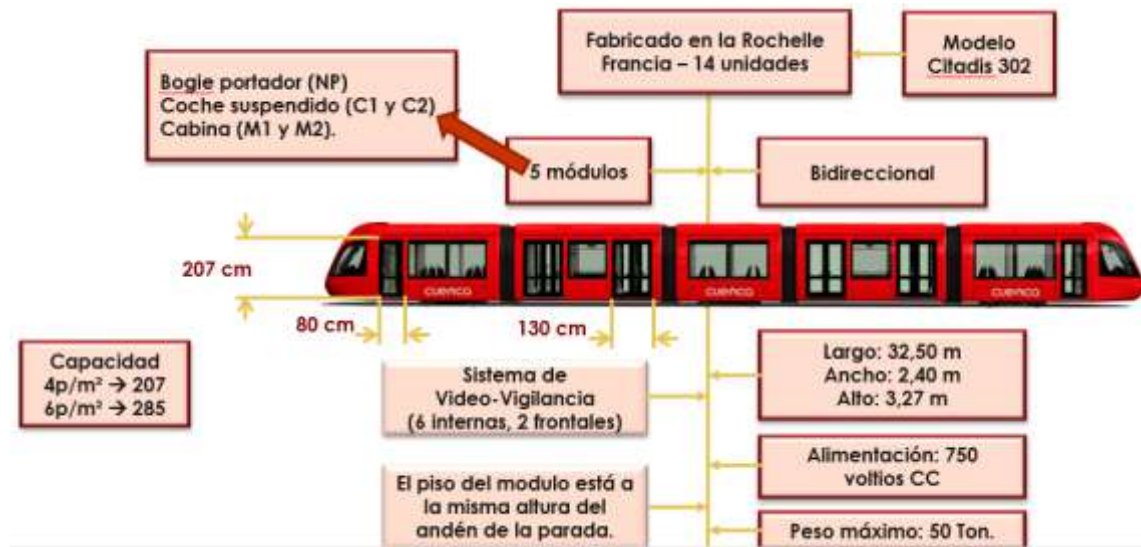 Fabricado en la Rochelle
Francia – 14 unidades
Modelo
Citadis 302
Bogie portador (NP)
Coche suspendido (C1 y C2)
Cabina (M1 y M2).
5 módulos
Bidireccional
207 cm
CUENCA
CUENCA
CUENCA
80 cm
130 cm
Capacidad
4p/m² → 207
6p/m² → 285
Sistema de
Video-Vigilancia
(6 internas, 2 frontales)
Largo: 32,50 m
Ancho: 2,40 m
Alto: 3,27 m
El piso del modulo está a
la misma altura del
andén de la parada.
Alimentación: 750
voltios CC
Peso máximo: 50 Ton.